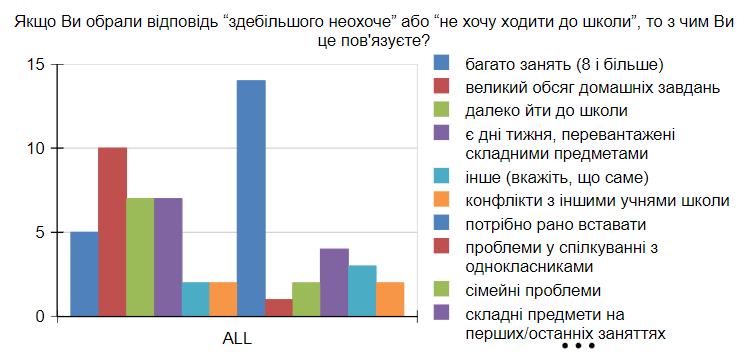 Якщо Ви обрали відповідь “здебільшого неохоче” або “не хочу ходити до школи”, то з чим Ви
це пов'язуєте?
15
10
5
0
ALL
багато занять (8 і більше)
великий обсяг домашніх завдань
далеко йти до школи
є дні тижня, перевантажені
складними предметами
інше (вкажіть, що саме)
конфлікти з іншими учнями школи
потрібно рано вставати
проблеми у спілкуванні з
однокласниками
сімейні проблеми
складні предмети на
перших/останніх заняттях
...